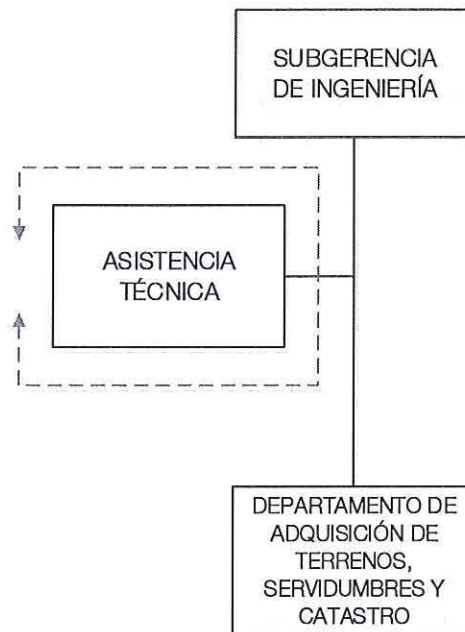 SUBGERENCIA
DE INGENIERÍA
ASISTENCIA
TÉCNICA
DEPARTAMENTO DE
ADQUISICIÓN DE
TERRENOS,
SERVIDUMBRES Y
CATASTRO